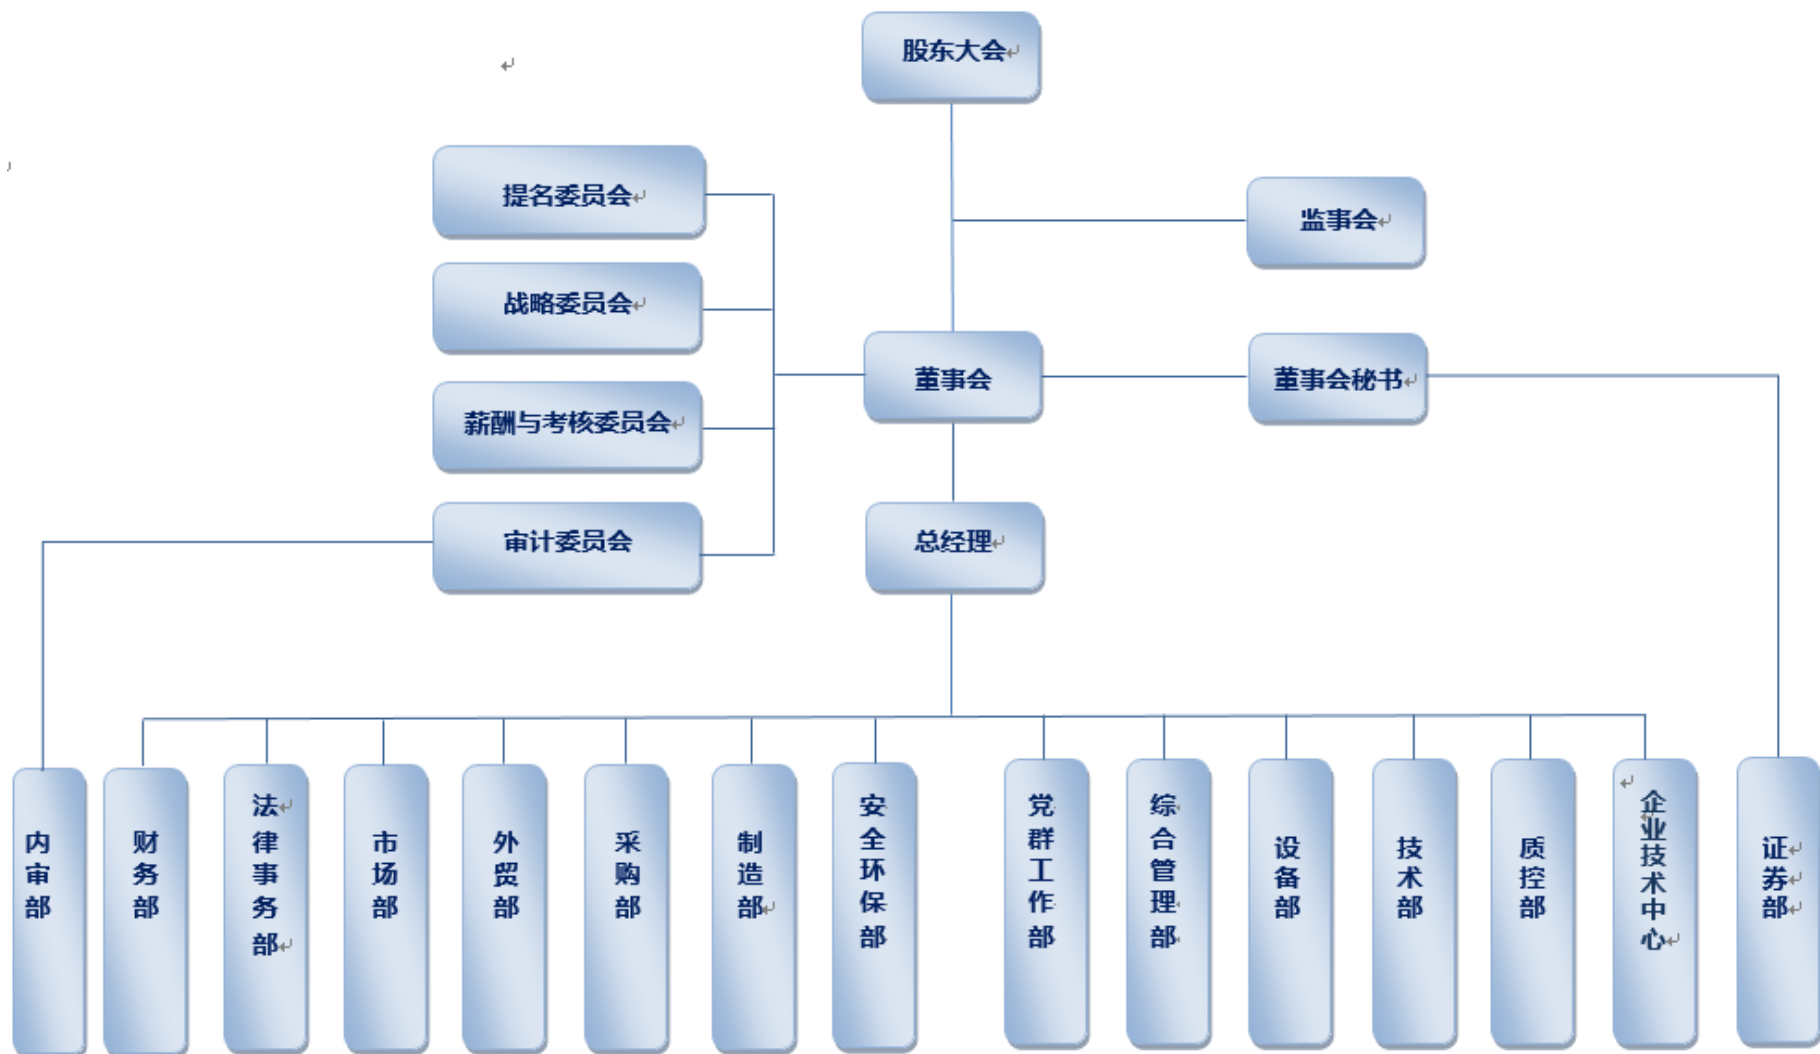 股东大会
提名委员会
监事会
战略委员会
董事会
董事会秘书
薪酬与考核委员会
审计委员会
总经理
内审部
财务部
法律事务部
市场部
外贸部
采购部
制造部
安全环保部
党群工作部
综合管理部
设备部
技术部
质控部
企业技术中心
证券部